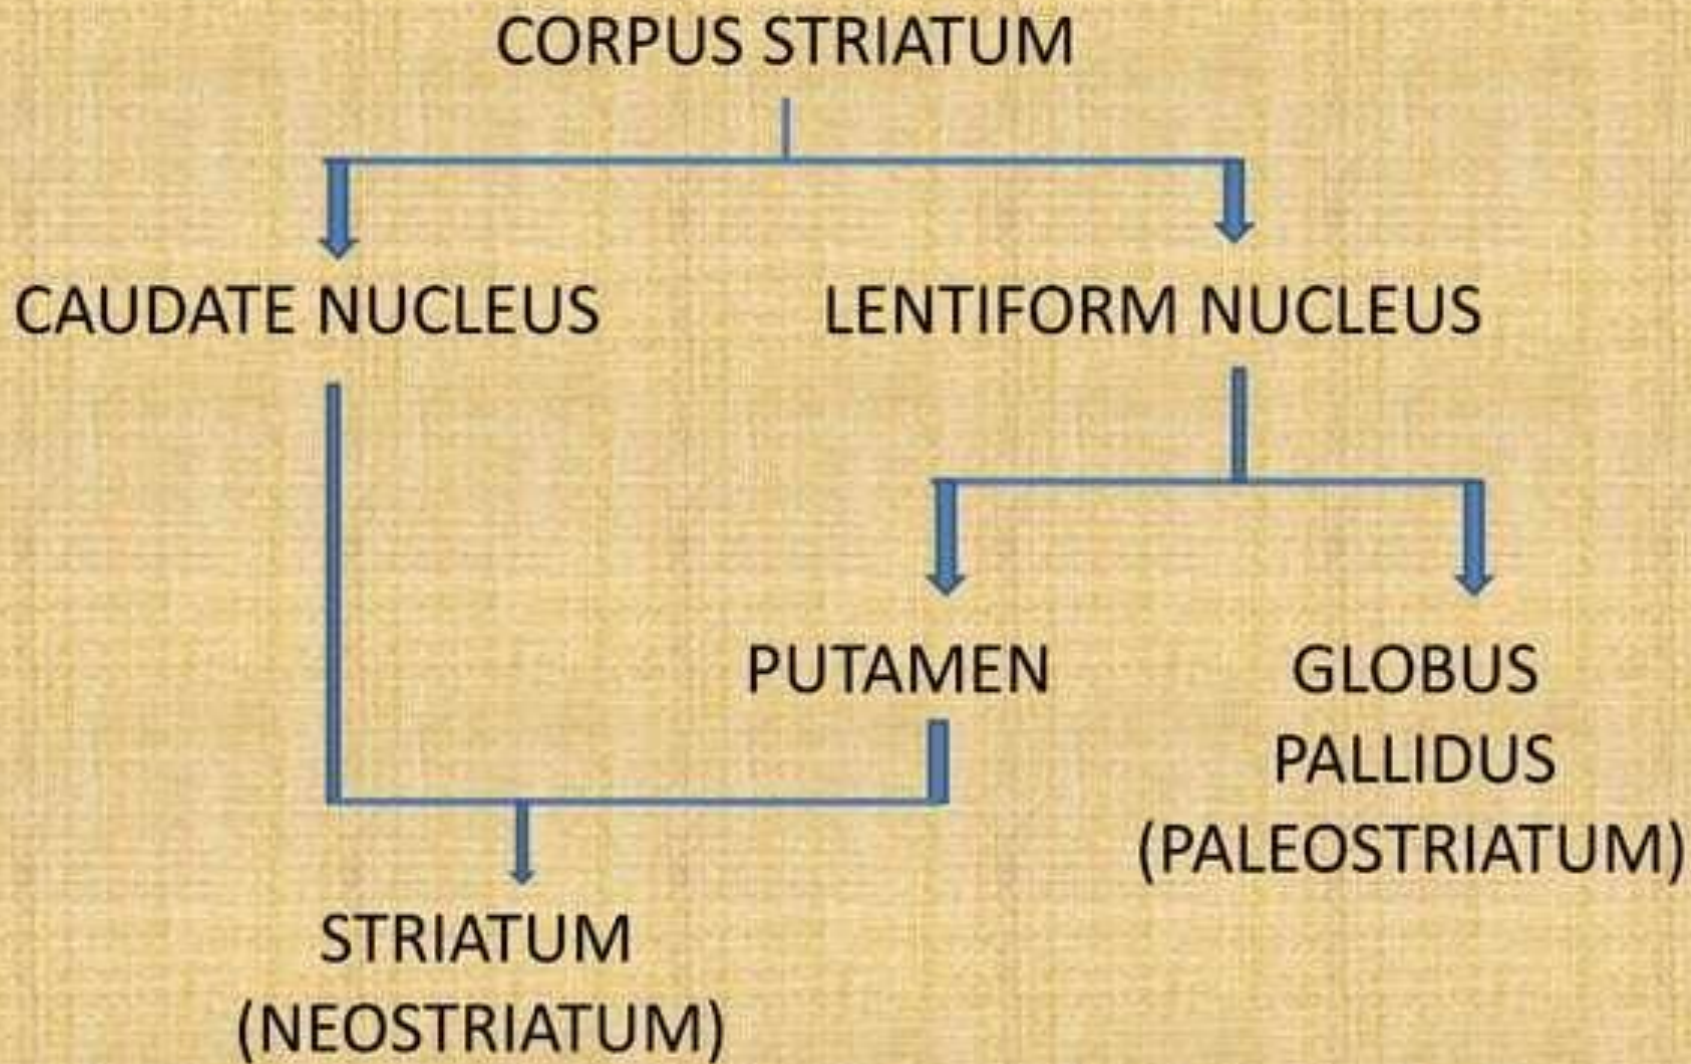 CORPUS STRIATUM
CAUDATE NUCLEUS
LENTIFORM NUCLEUS
PUTAMEN
GLOBUS
PALLIDUS
(PALEOSTRIATUM)
STRIATUM
(NEOSTRIATUM)